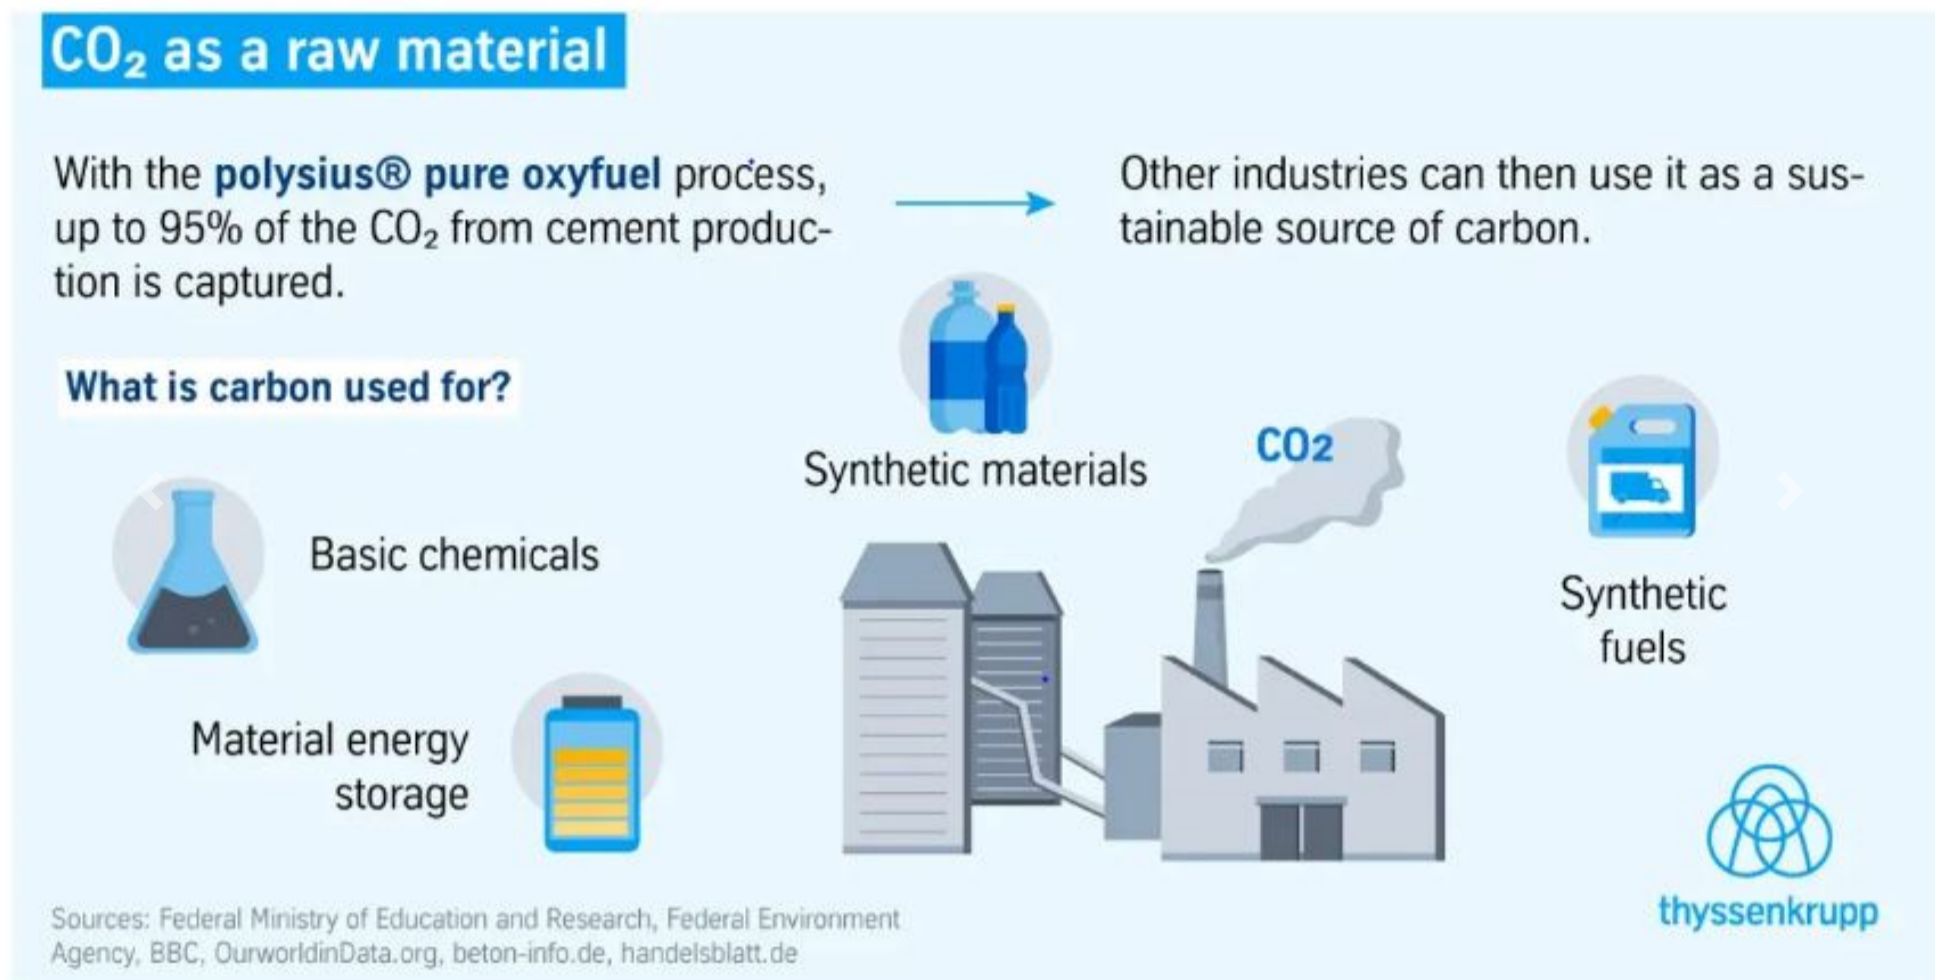 CO₂ as a raw material
With the polysius® pure oxyfuel process,
up to 95% of the CO₂ from cement produc-
tion is captured.
Other industries can then use it as a sus-
tainable source of carbon.
What is carbon used for?
Synthetic materials
CO2
Basic chemicals
Synthetic
fuels
Material energy
storage
thyssenkrupp
Sources: Federal Ministry of Education and Research, Federal Environment
Agency, BBC, OurworldinData.org, beton-info.de, handelsblatt.de